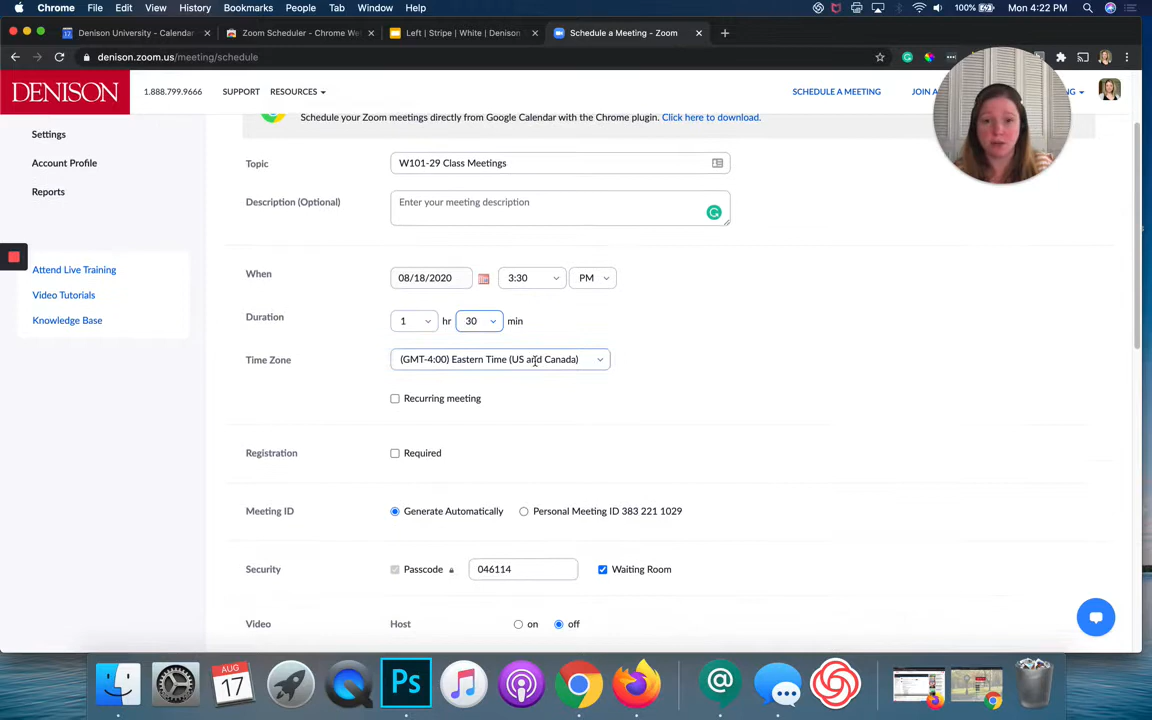 Chrome File Edit View History Bookmarks People Tab Window Help 100% Mon 4:22 PM
Denison University - Calendar Zoom Scheduler - Chrome We Left | Stripe | White | Denison Schedule a Meeting - Zoom
denison.zoom.us/meeting/schedule
DENISON 1.888.799.9666 SUPPORT RESOURCES SCHEDULE A MEETING JOIN A NG
Schedule your Zoom meetings directly from Google Calendar with the Chrome plugin. Click here to download.
Settings
Account Profile
Reports
Attend Live Training
Video Tutorials
Knowledge Base
Topic W101-29 Class Meetings
Description (Optional) Enter your meeting description
When 08/18/2020 3:30 PM
Duration 1 hr 30 min
Time Zone (GMT-4:00) Eastern Time (US and Canada)
Recurring meeting
Registration Required
Meeting ID Generate Automatically Personal Meeting ID 383 221 1029
Security Passcode 046114 Waiting Room
Video Host on off
AUG
17
Ps
@